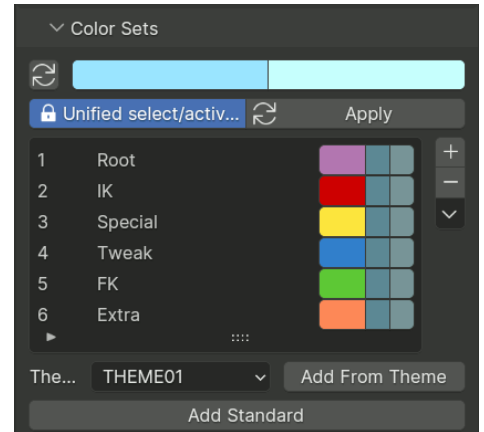 Color Sets
Unified select/activ... Apply
1 Root
2 IK
3 Special
4 Tweak
5 FK
6 Extra
The... THEME01 Add From Theme
Add Standard